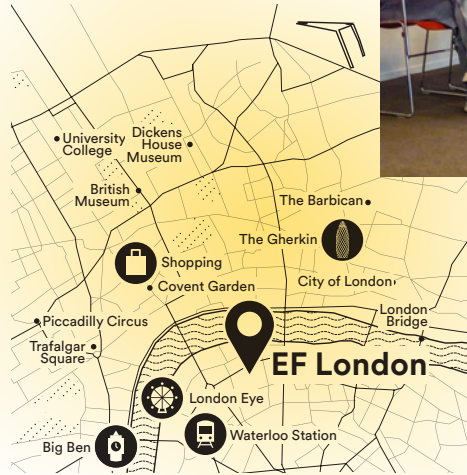 University
College
Dickens
House
Museum
British
Museum
The Barbican
The Gherkin
Shopping
Covent Garden
City of London
Piccadilly Circus
London
Bridge
Trafalgar
Square
EF London
London Eye
Waterloo Station
Big Ben